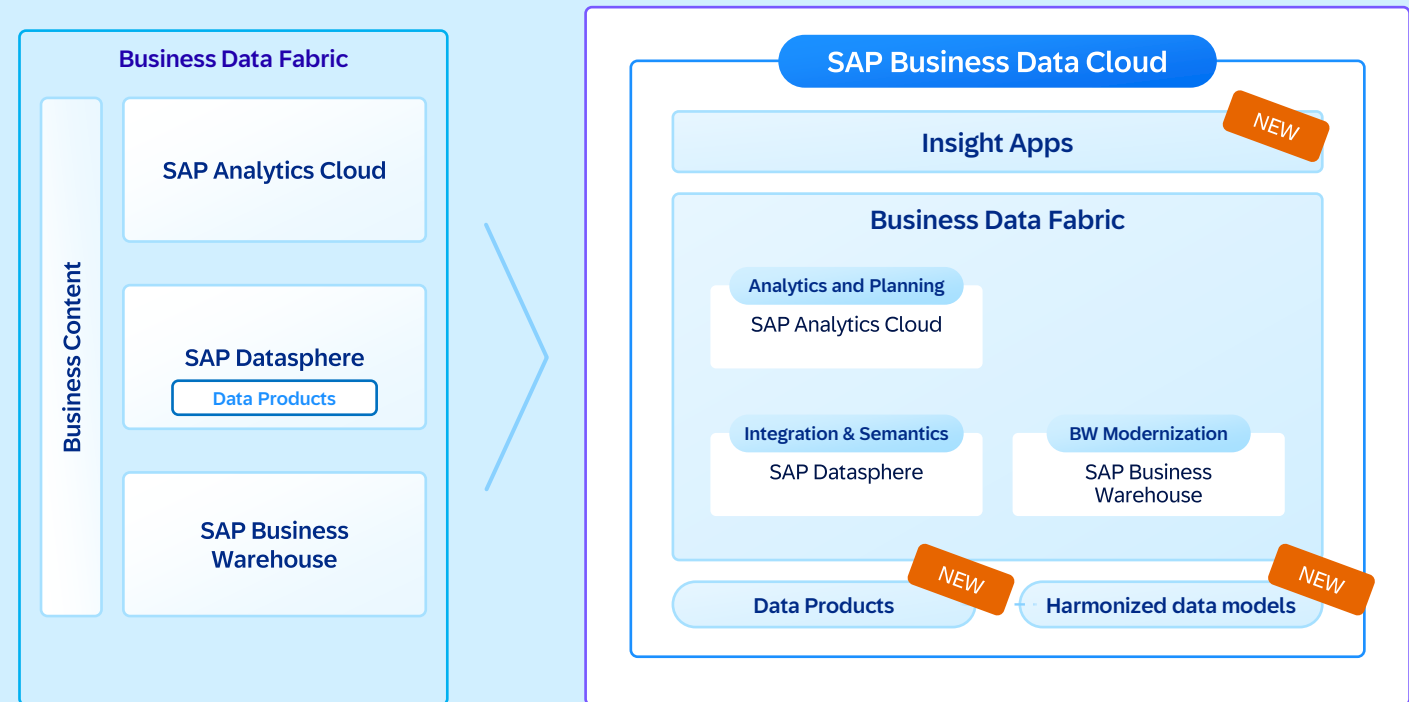 Business Data Fabric
Business Content
SAP Analytics Cloud
SAP Datasphere
Data Products
SAP Business
Warehouse
SAP Business Data Cloud
NEW
Insight Apps
Business Data Fabric
Analytics and Planning
SAP Analytics Cloud
Integration & Semantics
SAP Datasphere
BW Modernization
SAP Business
Warehouse
NEW
Data Products
NEW
Harmonized data models